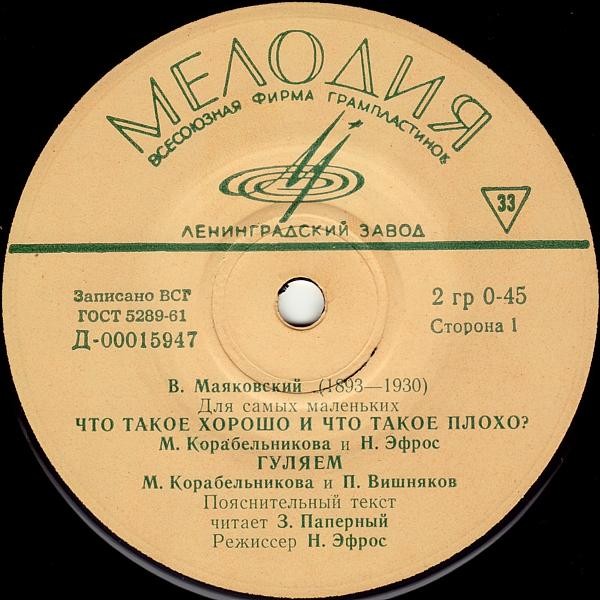 МЕЛОДИЯ
ВСЕСОЮЗНАЯ ФИРМА ГРАМПЛАСТИНОК
33
ЛЕНИНГРАДСКИЙ ЗАВОД
Записано ВСГ
ГОСТ 5289-61
Д-00015947
2 гр 0-45
Сторона 1
В. Маяковский (1893—1930)
Для самых маленьких
ЧТО ТАКОЕ ХОРОШО И ЧТО ТАКОЕ ПЛОХО?
М. Корабельникова и Н. Эфрос
ГУЛЯЕМ
М. Корабельникова и П. Вишняков
Пояснительный текст
читает З. Паперный
Режиссер Н. Эфрос